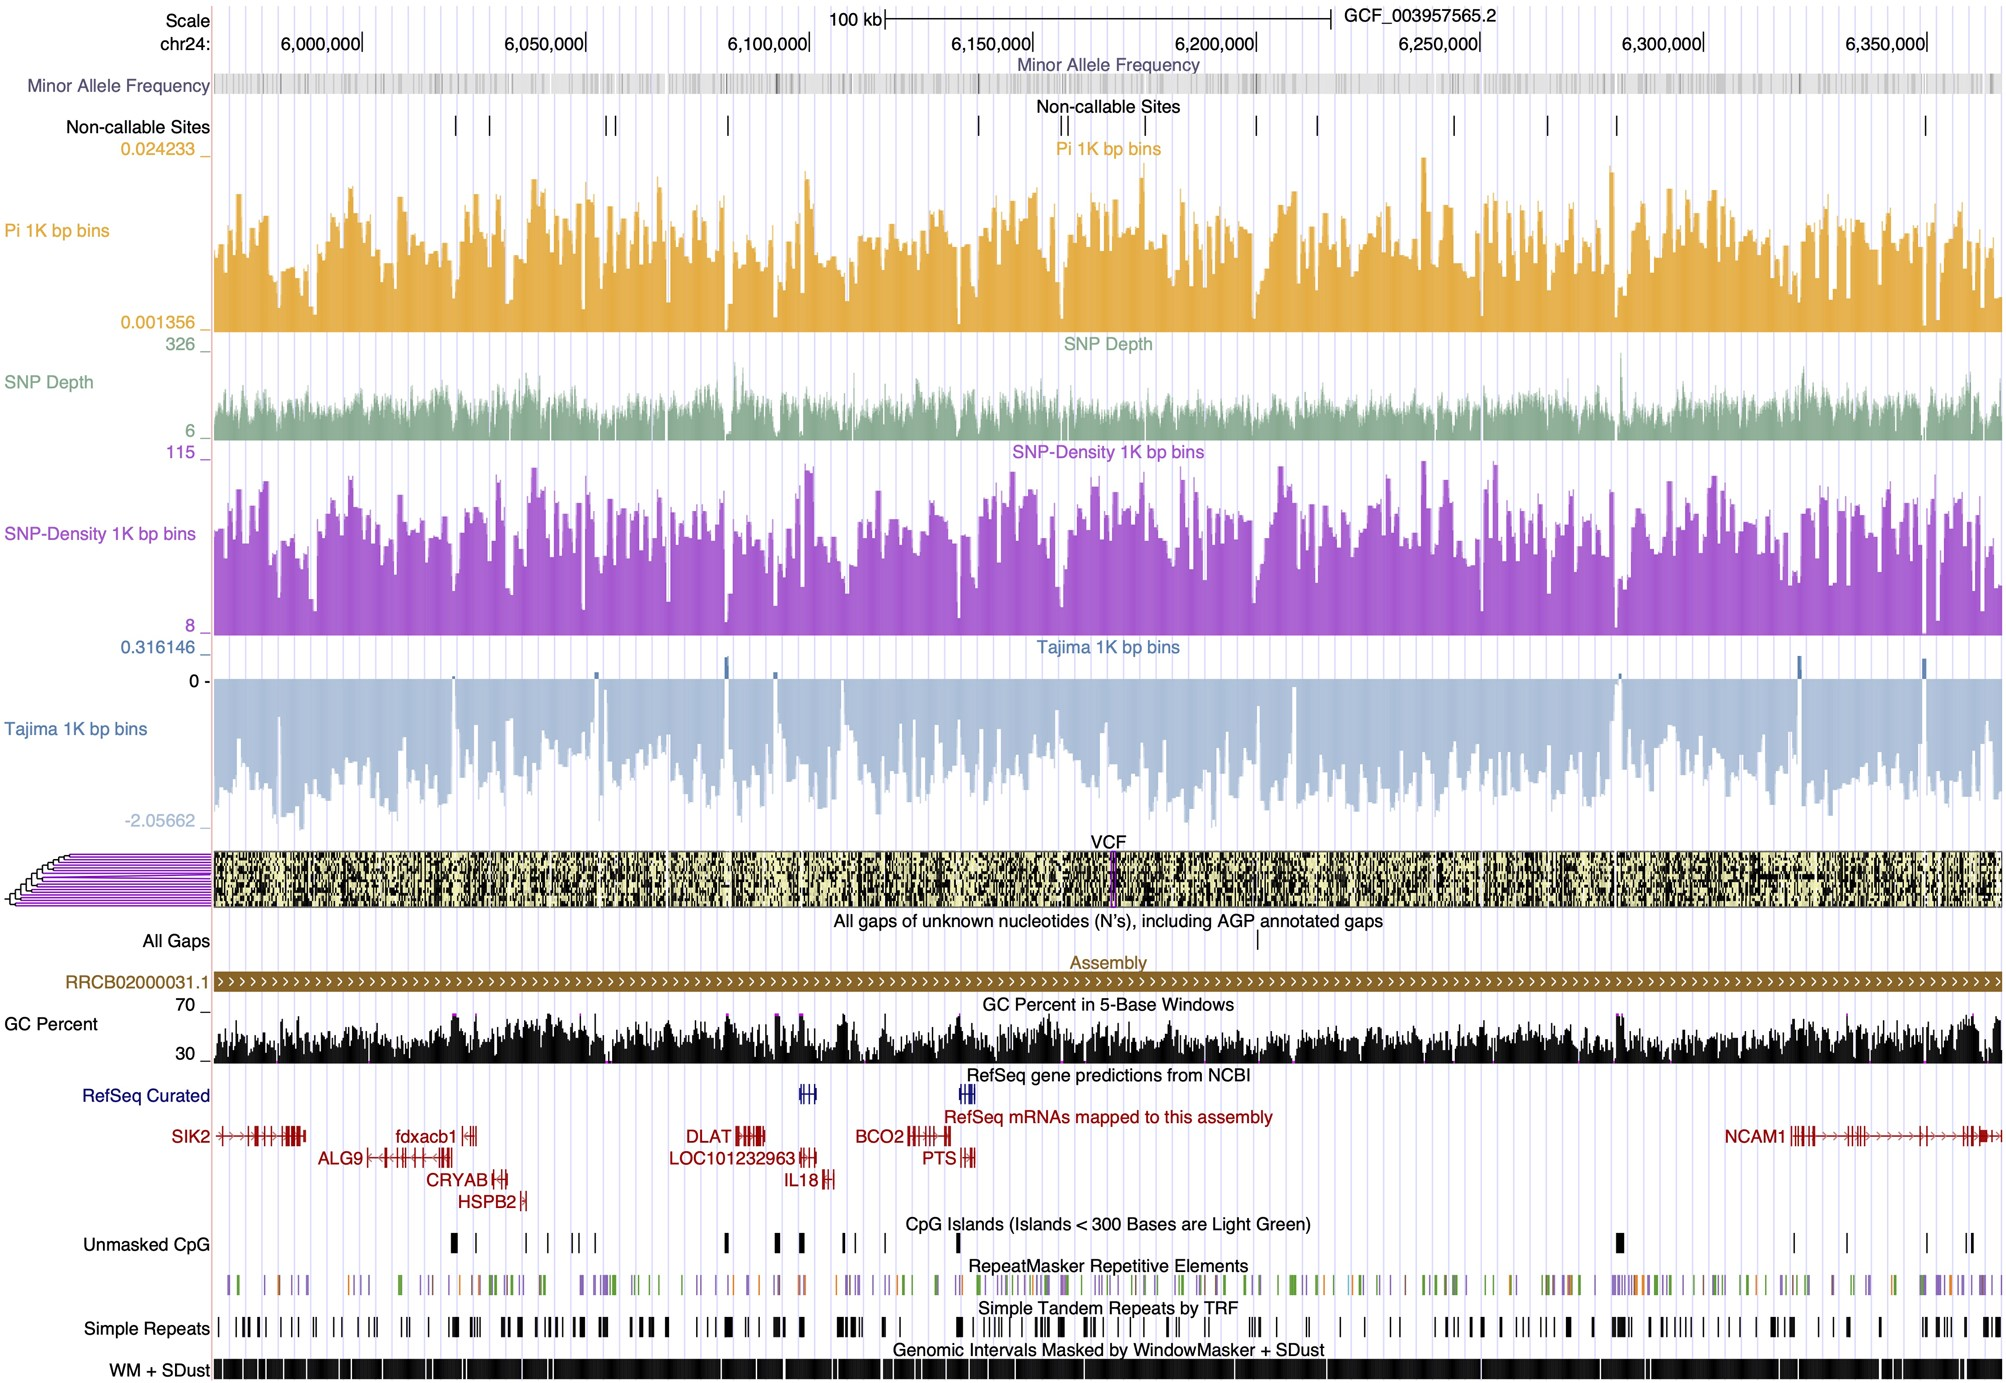 Scale 100 kb GCF_003957565.2
chr24: 6,000,000 6,050,000 6,100,000 6,150,000 6,200,000 6,250,000 6,300,000 6,350,000
Minor Allele Frequency
Minor Allele Frequency
Non-callable Sites
Non-callable Sites
0.024233 Pi 1K bp bins
Pi 1K bp bins
0.001356
326 SNP Depth
SNP Depth
6
115 SNP-Density 1K bp bins
SNP-Density 1K bp bins
8
0.316146 Tajima 1K bp bins
0 -
Tajima 1K bp bins
-2.05662
VCF
All gaps of unknown nucleotides (N's), including AGP annotated gaps
All Gaps
Assembly
RRCB02000031.1
70 GC Percent in 5-Base Windows
GC Percent
30
RefSeq gene predictions from NCBI
RefSeq Curated
RefSeq mRNAs mapped to this assembly
SIK2 fdxacb1 DLAT BCO2 NCAM1
ALG9 LOC101232963 PTS
CRYAB IL18
HSPB2
CpG Islands (Islands < 300 Bases are Light Green)
Unmasked CpG
RepeatMasker Repetitive Elements
Simple Tandem Repeats by TRF
Simple Repeats
Genomic Intervals Masked by WindowMasker + SDust
WM + SDust